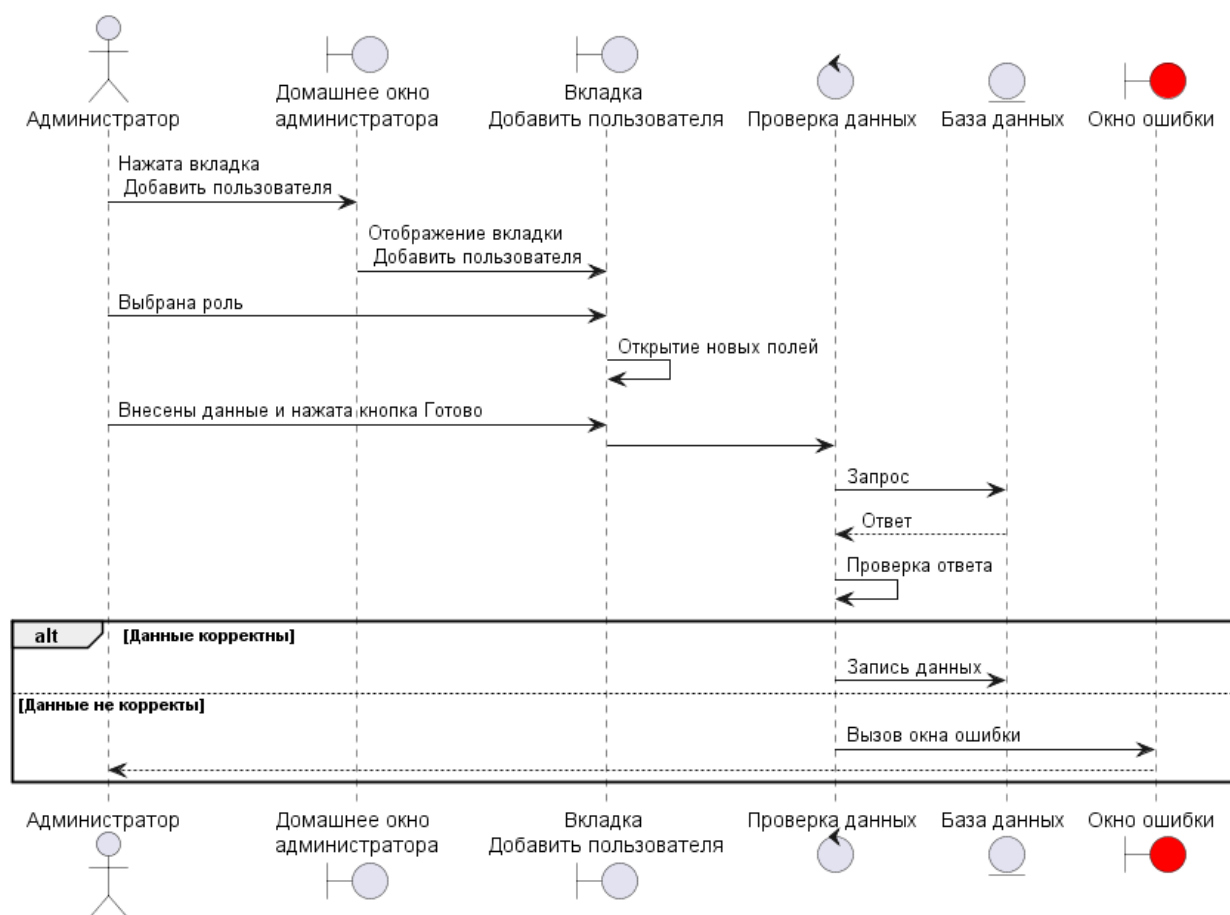 Администратор
Домашнее окно
администратора
Вкладка
Добавить пользователя
Проверка данных
База данных
Окно ошибки
Нажата вкладка
Добавить пользователя
Отображение вкладки
Добавить пользователя
Выбрана роль
Открытие новых полей
Внесены данные и нажата кнопка Готово
Запрос
Ответ
Проверка ответа
alt [Данные корректны]
Запись данных
[Данные не корректы]
Вызов окна ошибки
Администратор
Домашнее окно
администратора
Вкладка
Добавить пользователя
Проверка данных
База данных
Окно ошибки